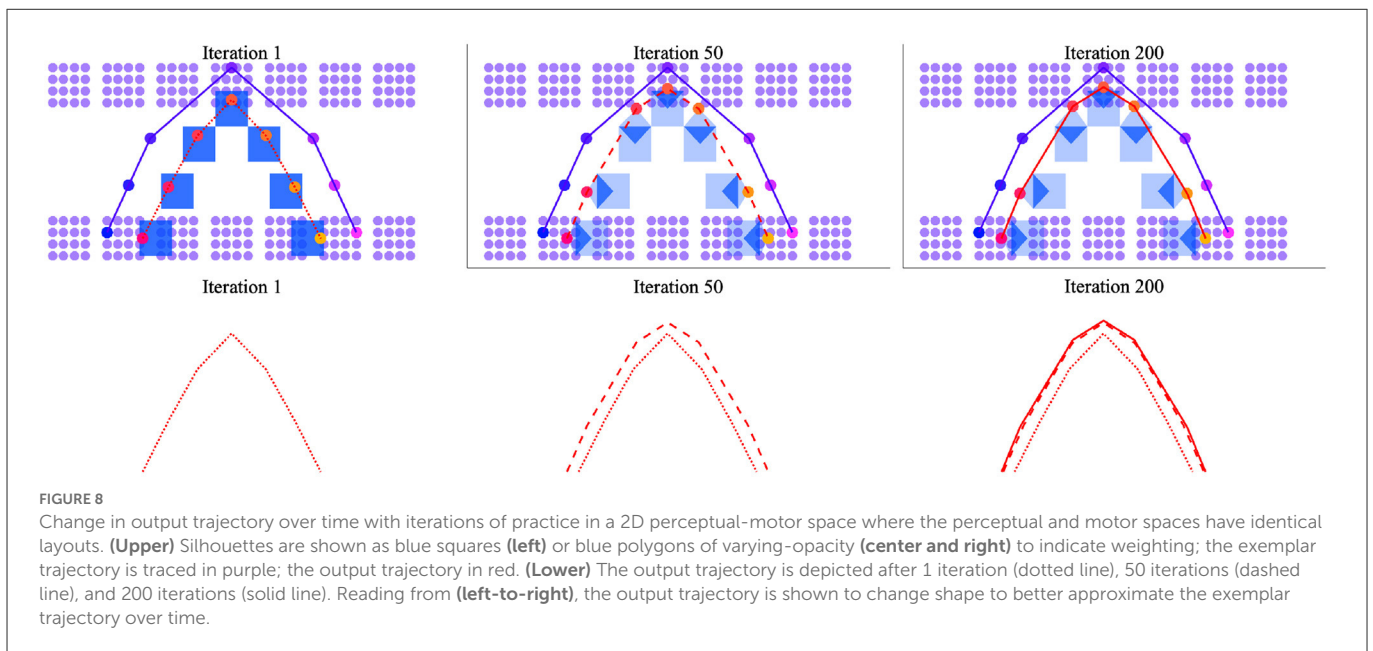 Iteration 1
Iteration 50
Iteration 200
Iteration 1
Iteration 50
Iteration 200
FIGURE 8
Change in output trajectory over time with iterations of practice in a 2D perceptual-motor space where the perceptual and motor spaces have identical
layouts. (Upper) Silhouettes are shown as blue squares (left) or blue polygons of varying-opacity (center and right) to indicate weighting; the exemplar
trajectory is traced in purple; the output trajectory in red. (Lower) The output trajectory is depicted after 1 iteration (dotted line), 50 iterations (dashed
line), and 200 iterations (solid line). Reading from (left-to-right), the output trajectory is shown to change shape to better approximate the exemplar
trajectory over time.